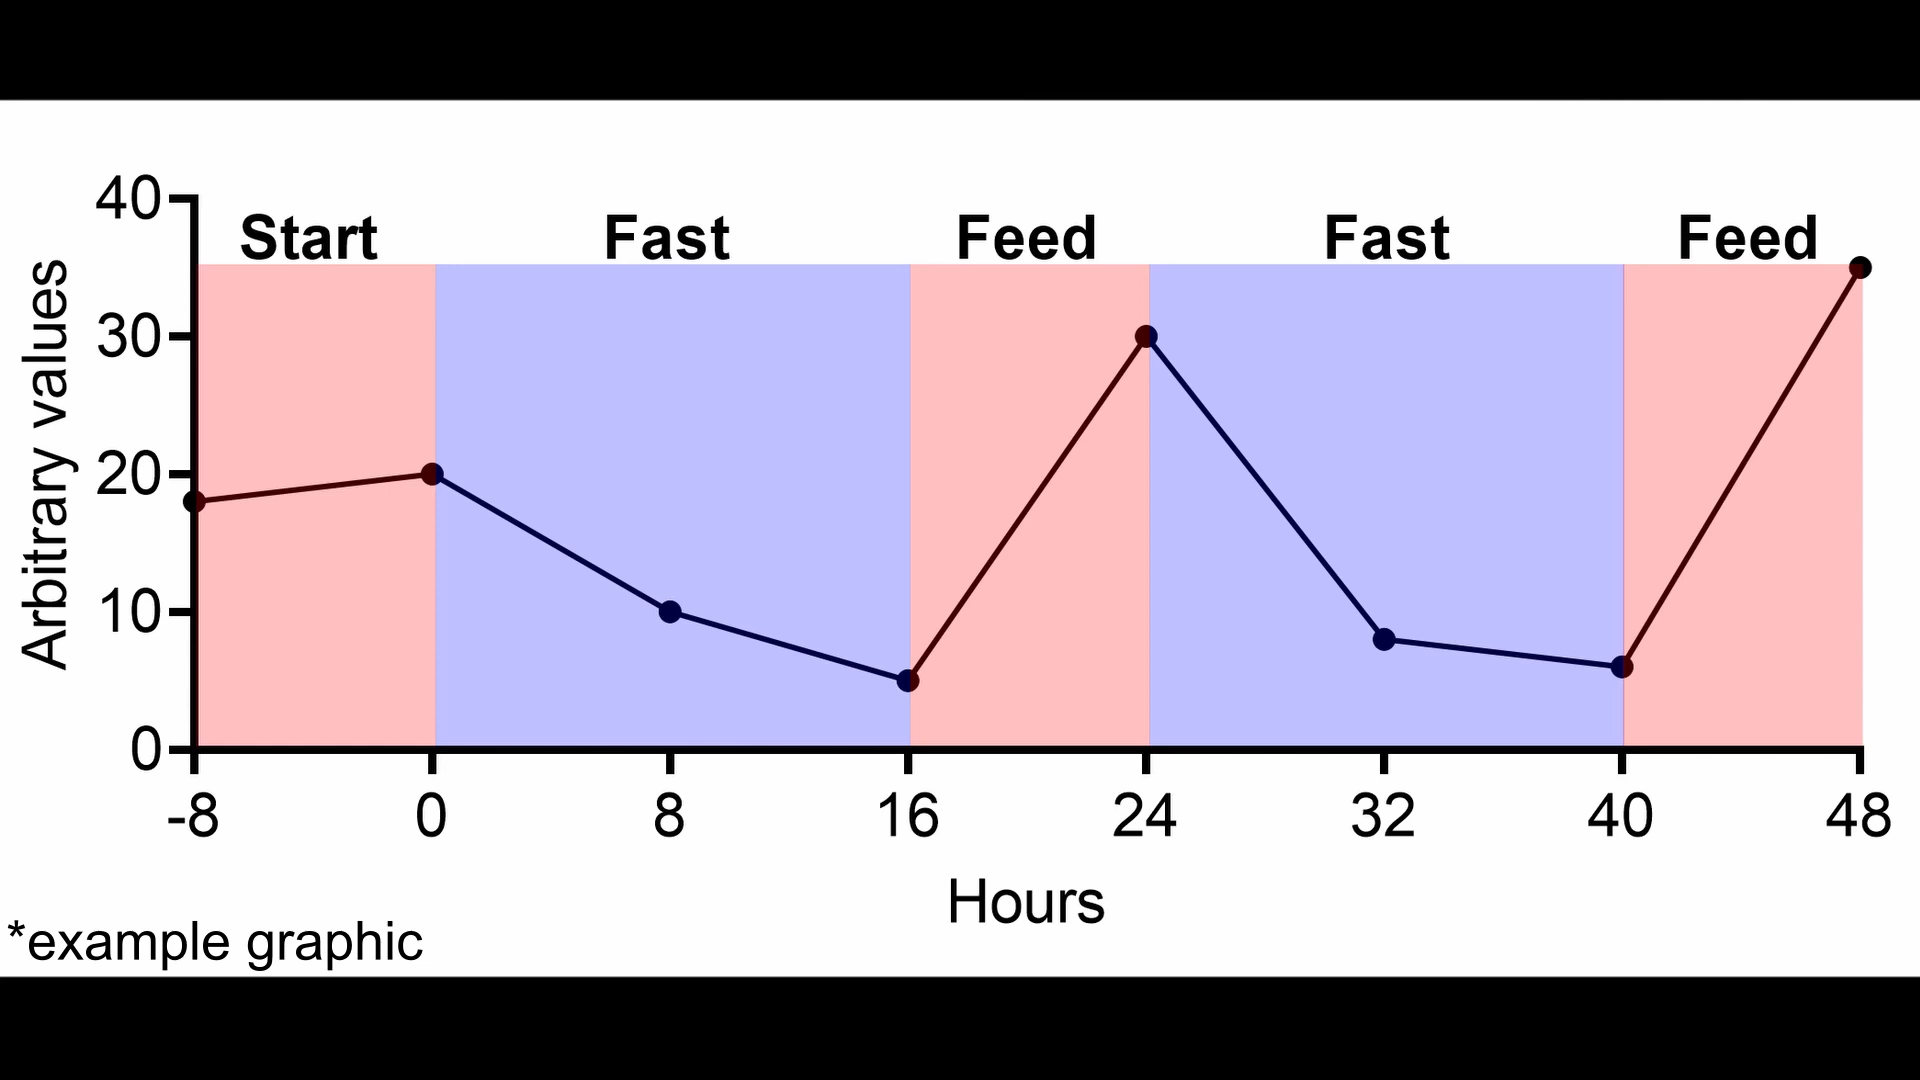 40
Start Fast Feed Fast Feed
30
20
10
0
Arbitrary values
-8 0 8 16 24 32 40 48
Hours
*example graphic